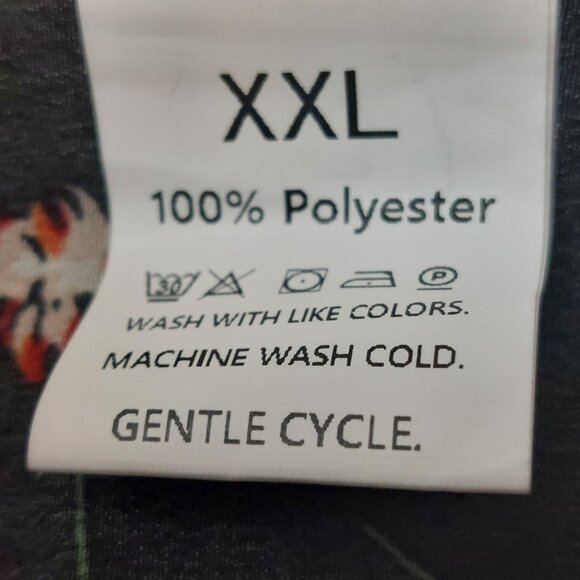 XXL
100% Polyester
30 P
WASH WITH LIKE COLORS.
MACHINE WASH COLD.
GENTLE CYCLE.